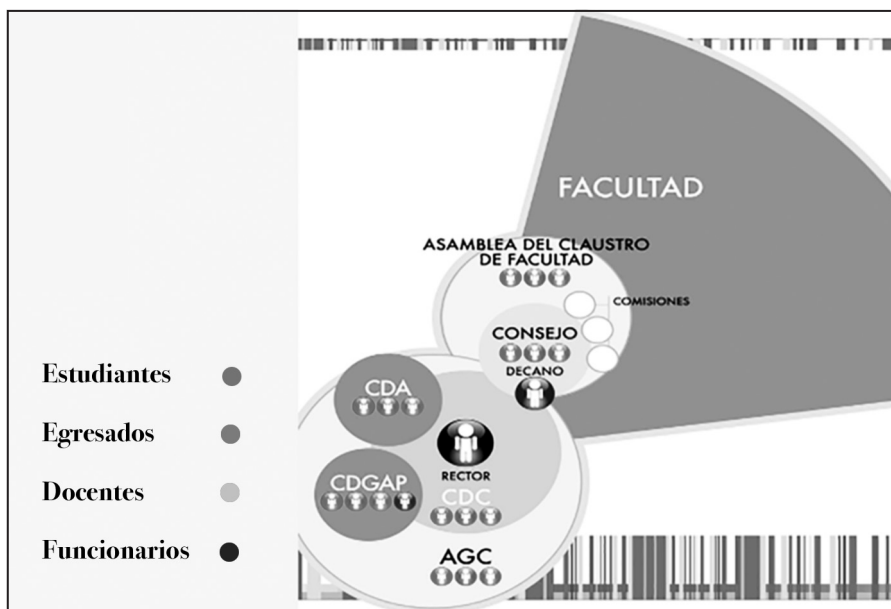 FACULTAD
ASAMBLEA DEL CLAUSTRO
DE FACULTAD
COMISIONES
CONSEJO
DECANO
CDA
RECTOR
CDGAP
CDC
AGC
Estudiantes
Egresados
Docentes
Funcionarios